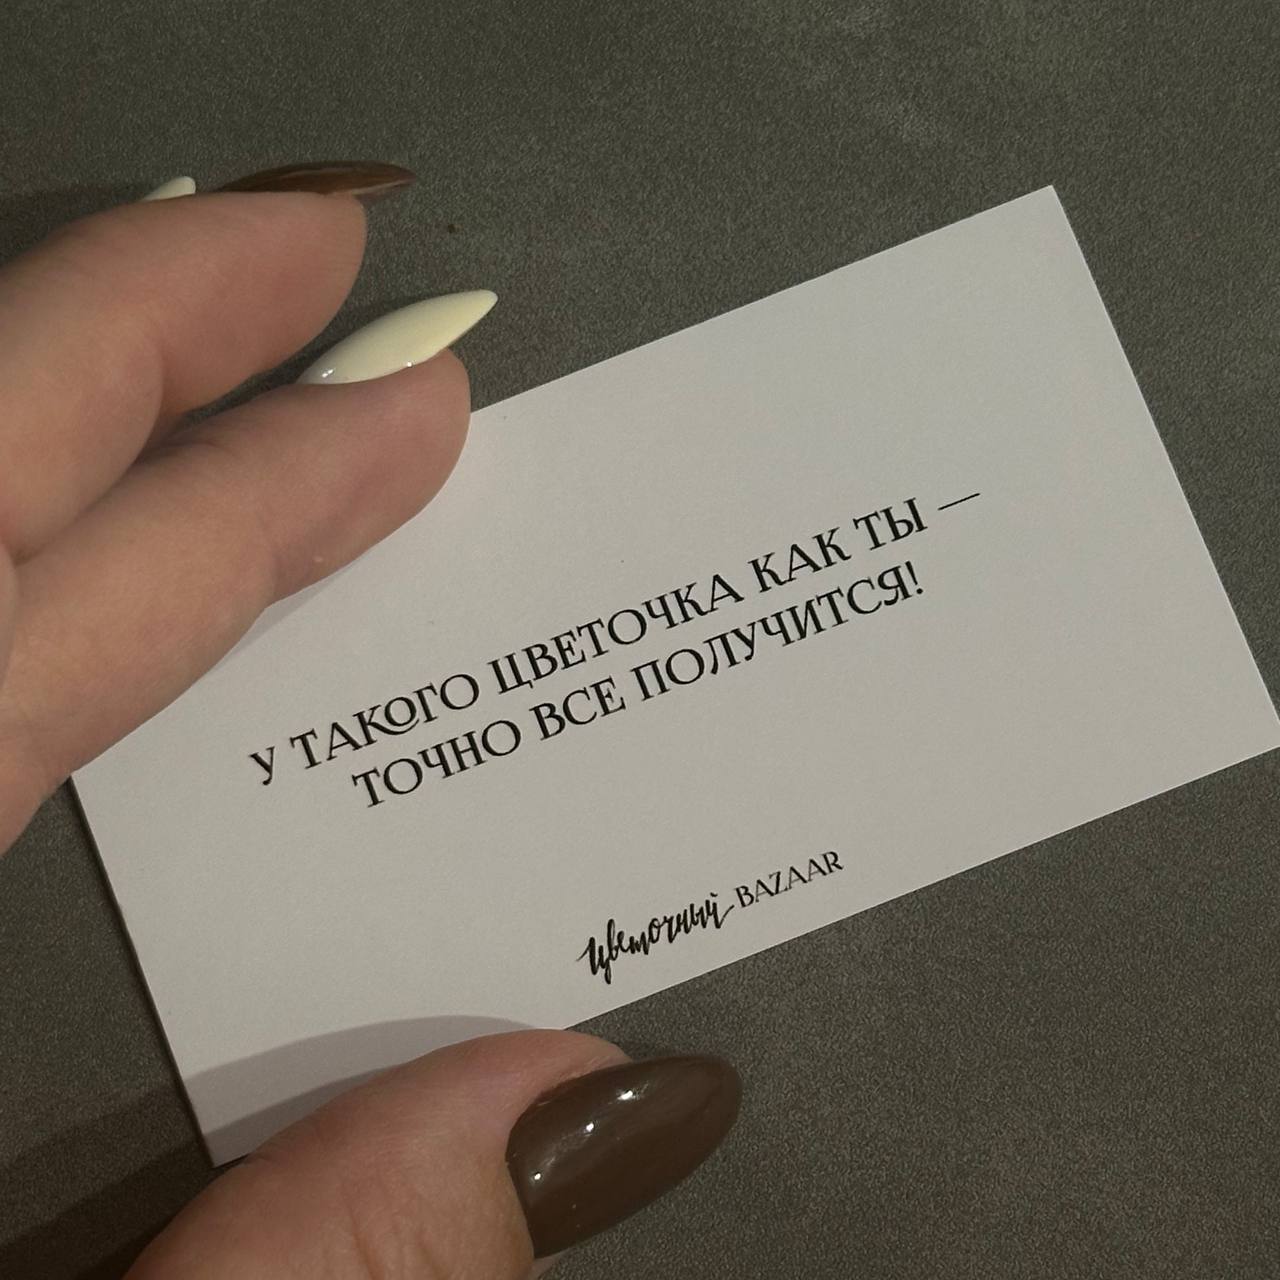 У ТАКОГО ЦВЕТОЧКА КАК ТЫ —
ТОЧНО ВСЕ ПОЛУЧИТСЯ!
цветочный BAZAAR